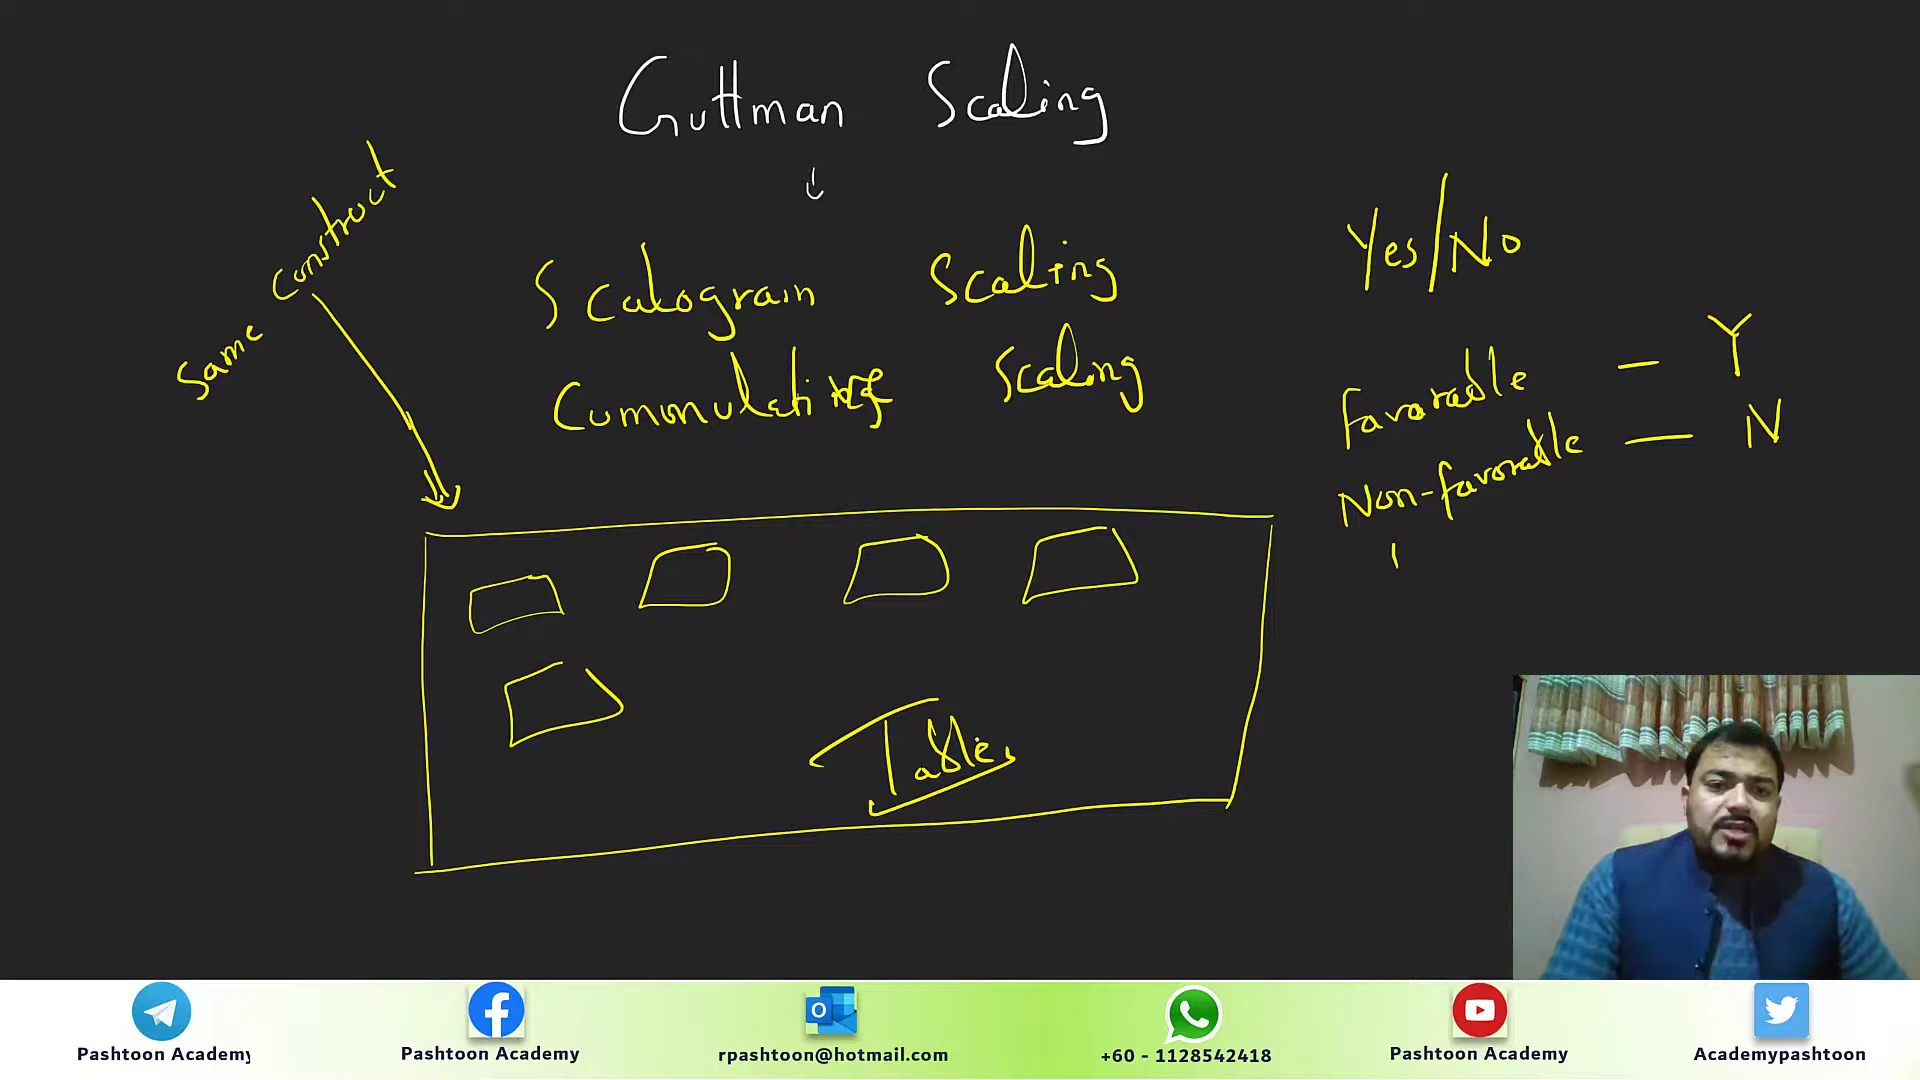 Guttman Scaling
Scalogram Scaling
Cummulative Scaling
Same Construct
Yes/No
Favorable – Y
Non-favorable – N
Tables
Pashtoon Academy
Pashtoon Academy
rpashtoon@hotmail.com
+60 - 1128542418
Pashtoon Academy
Academypashtoon